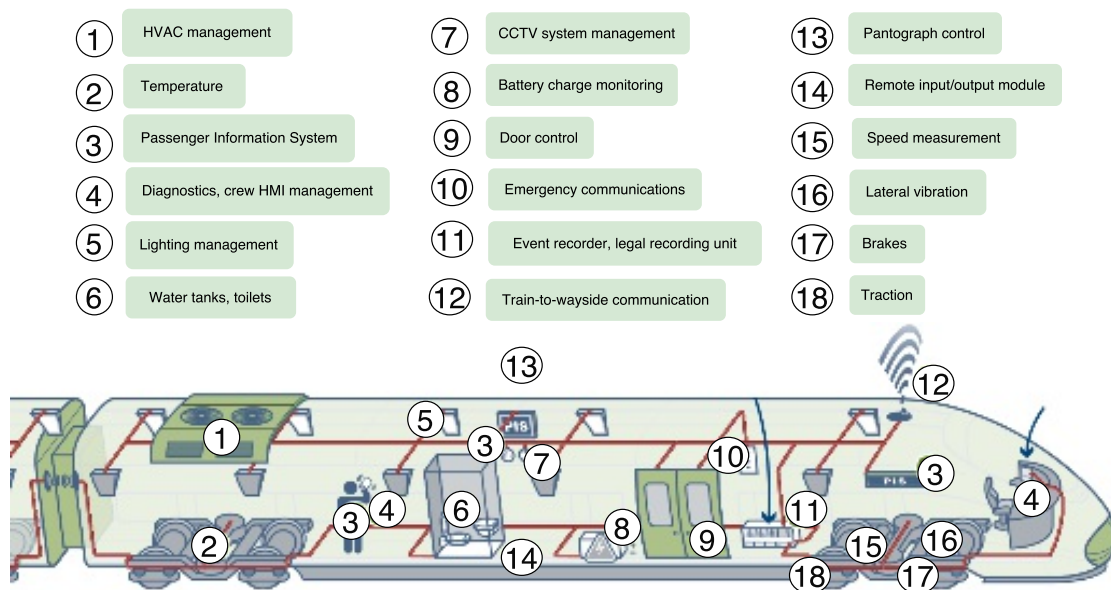 1 HVAC management
2 Temperature
3 Passenger Information System
4 Diagnostics, crew HMI management
5 Lighting management
6 Water tanks, toilets
7 CCTV system management
8 Battery charge monitoring
9 Door control
10 Emergency communications
11 Event recorder, legal recording unit
12 Train-to-wayside communication
13 Pantograph control
14 Remote input/output module
15 Speed measurement
16 Lateral vibration
17 Brakes
18 Traction
13
12
5
PIS
1
3
7
10
3
PIS
4
3
4
6
8
9
11
2
14
15
16
18
17